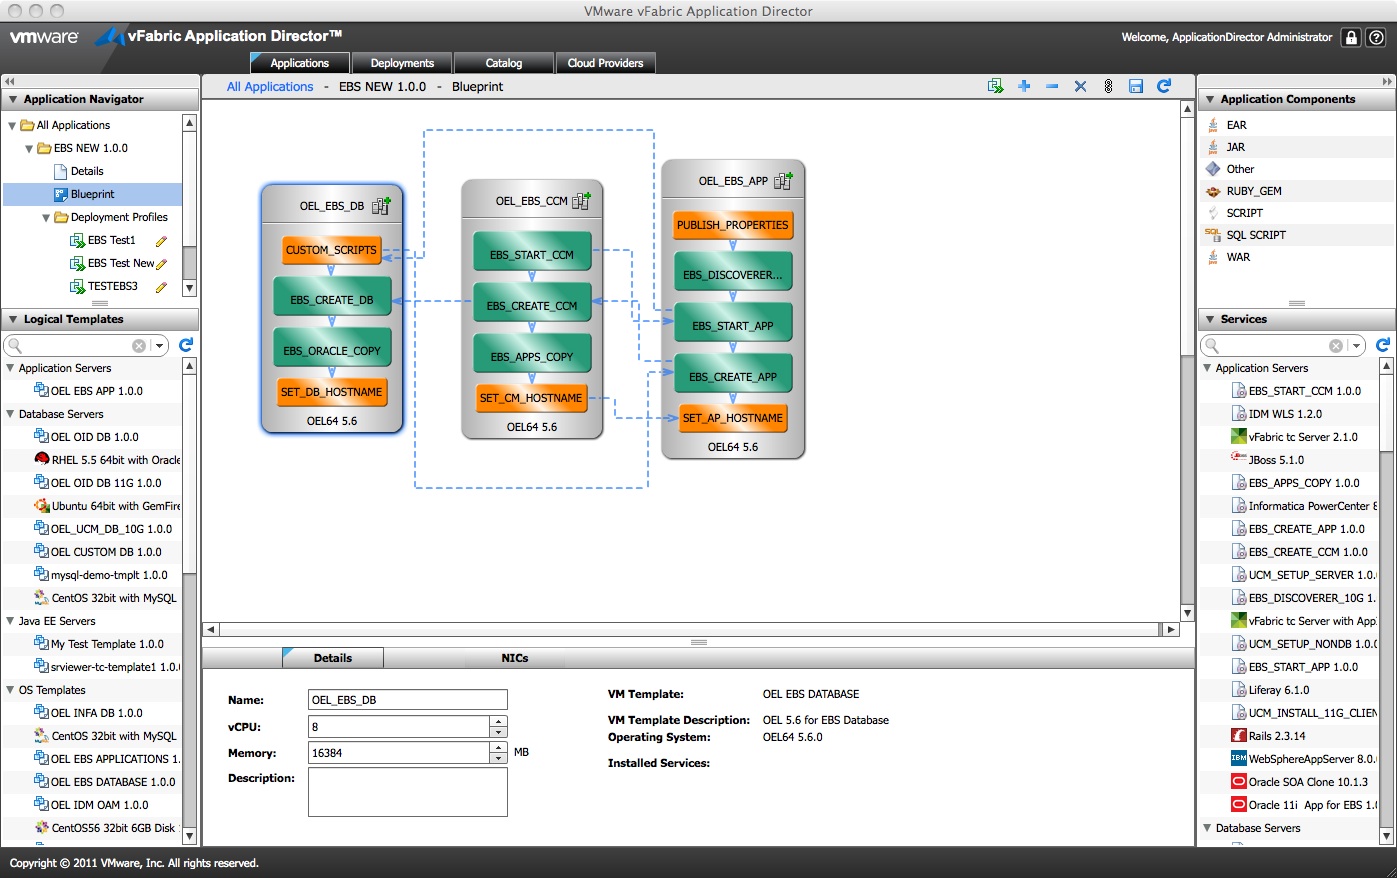 VMware vFabric Application Director
vmware vFabric Application Director™
Welcome, ApplicationDirector Administrator
Applications Deployments Catalog Cloud Providers
Application Navigator
All Applications
EBS NEW 1.0.0
Details
Blueprint
Deployment Profiles
EBS Test1
EBS Test New
TESTEBS3
Logical Templates
Application Servers
OEL EBS APP 1.0.0
Database Servers
OEL OID DB 1.0.0
RHEL 5.5 64bit with Oracle
OEL OID DB 11G 1.0.0
Ubuntu 64bit with GemFire
OEL_UCM_DB_10G 1.0.0
OEL CUSTOM DB 1.0.0
mysql-demo-tmplt 1.0.0
CentOS 32bit with MySQL
Java EE Servers
My Test Template 1.0.0
srviewer-tc-template1 1.0.
OS Templates
OEL INFA DB 1.0.0
CentOS 32bit with MySQL
OEL EBS APPLICATIONS 1.
OEL EBS DATABASE 1.0.0
OEL IDM OAM 1.0.0
CentOS56 32bit 6GB Disk
All Applications - EBS NEW 1.0.0 - Blueprint
OEL_EBS_DB
CUSTOM_SCRIPTS
EBS_CREATE_DB
EBS_ORACLE_COPY
SET_DB_HOSTNAME
OEL64 5.6
OEL_EBS_CCM
EBS_START_CCM
EBS_CREATE_CCM
EBS_APPS_COPY
SET_CM_HOSTNAME
OEL64 5.6
OEL_EBS_APP
PUBLISH_PROPERTIES
EBS_DISCOVERER...
EBS_START_APP
EBS_CREATE_APP
SET_AP_HOSTNAME
OEL64 5.6
Details NICs
Name: OEL_EBS_DB
vCPU: 8
Memory: 16384 MB
Description:
VM Template: OEL EBS DATABASE
VM Template Description: OEL 5.6 for EBS Database
Operating System: OEL64 5.6.0
Installed Services:
Application Components
EAR
JAR
Other
RUBY_GEM
SCRIPT
SQL SCRIPT
WAR
Services
Application Servers
EBS_START_CCM 1.0.0
IDM WLS 1.2.0
vFabric tc Server 2.1.0
JBoss 5.1.0
EBS_APPS_COPY 1.0.0
Informatica PowerCenter 8
EBS_CREATE_APP 1.0.0
EBS_CREATE_CCM 1.0.0
UCM_SETUP_SERVER 1.0.
EBS_DISCOVERER_10G 1.
vFabric tc Server with App
UCM_SETUP_NONDB 1.0.0
EBS_START_APP 1.0.0
Liferay 6.1.0
UCM_INSTALL_11G_CLIEN
Rails 2.3.14
IBM WebSphereAppServer 8.0.
Oracle SOA Clone 10.1.3
Oracle 11i App for EBS 1.
Database Servers
Copyright © 2011 VMware, Inc. All rights reserved.